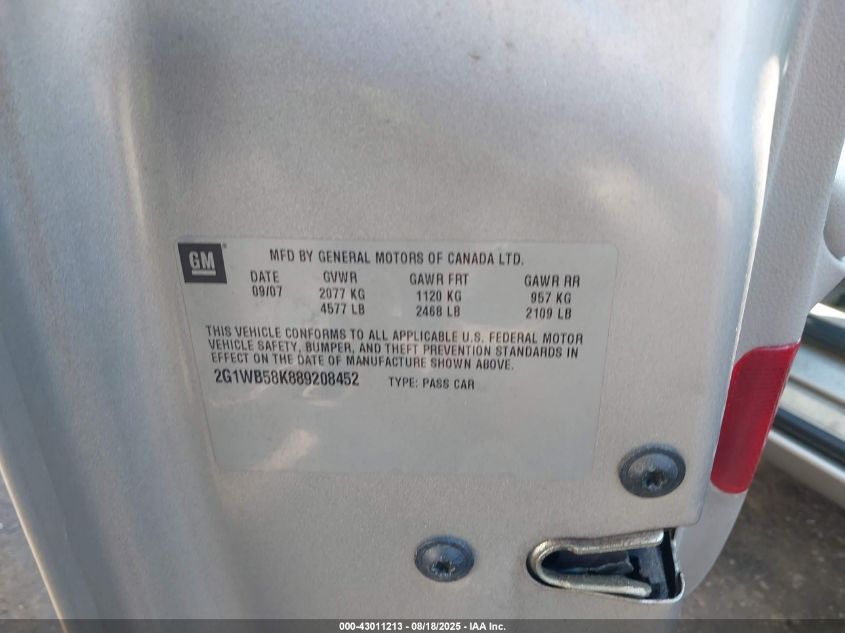 GM
MFD BY GENERAL MOTORS OF CANADA LTD.
DATE GVWR GAWR FRT GAWR RR
09/07 2077 KG 1120 KG 957 KG
4577 LB 2468 LB 2109 LB
THIS VEHICLE CONFORMS TO ALL APPLICABLE U.S. FEDERAL MOTOR
VEHICLE SAFETY, BUMPER, AND THEFT PREVENTION STANDARDS IN
EFFECT ON THE DATE OF MANUFACTURE SHOWN ABOVE.
2G1WB58K889208452 TYPE: PASS CAR
000-43011213 - 08/18/2025 - IAA Inc.